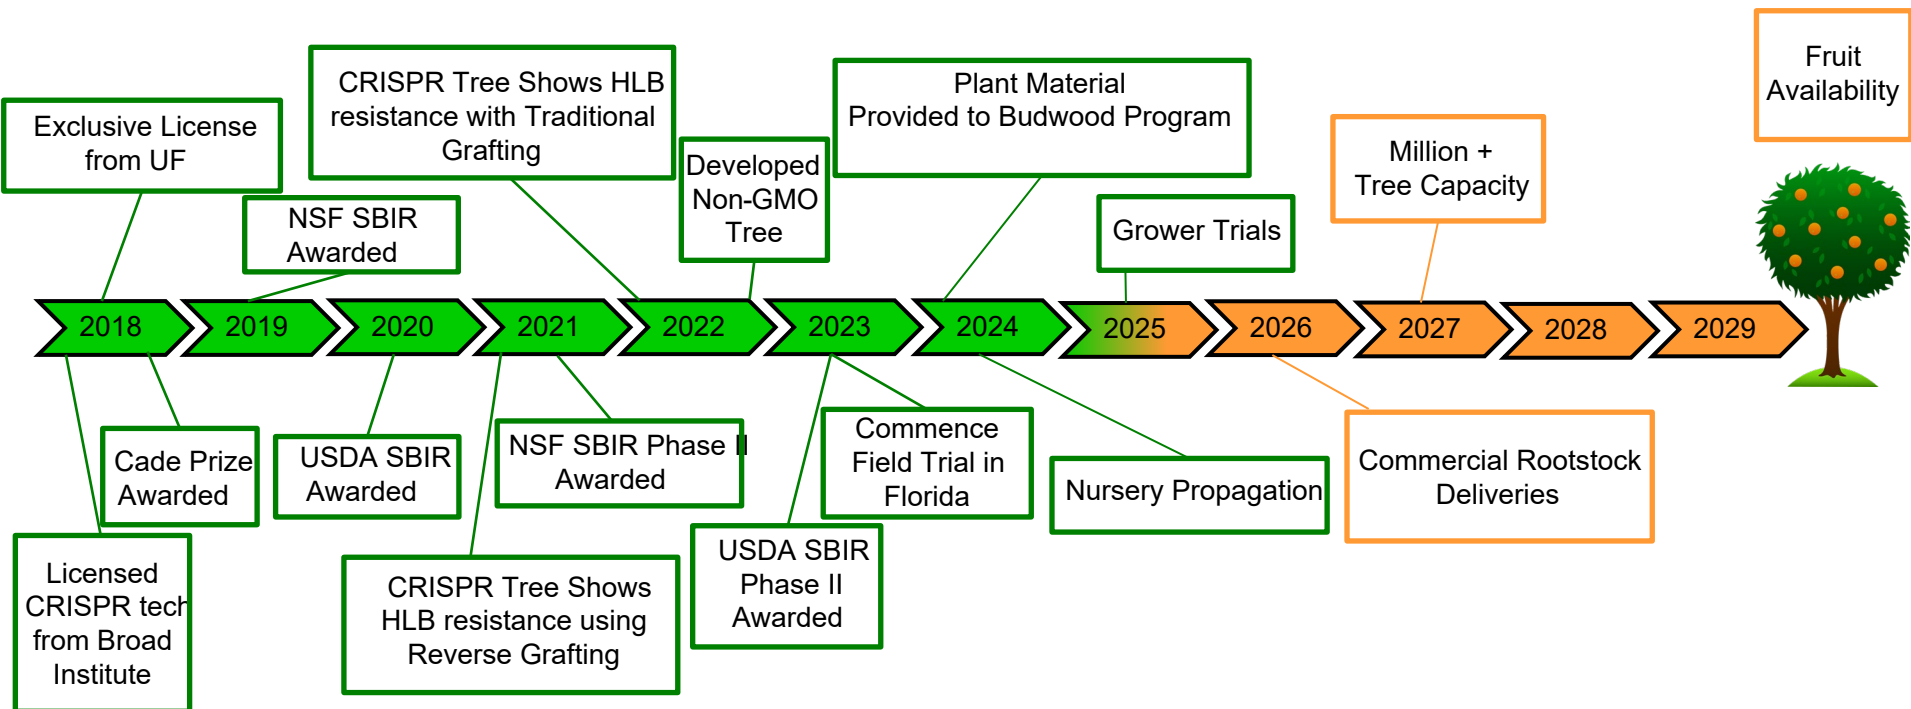 Fruit
Availability
CRISPR Tree Shows HLB
resistance with Traditional
Grafting
Plant Material
Provided to Budwood Program
Exclusive License
from UF
Developed
Non-GMO
Tree
Million +
Tree Capacity
NSF SBIR
Awarded
Grower Trials
2018
2019
2020
2021
2022
2023
2024
2025
2026
2027
2028
2029
Cade Prize
Awarded
USDA SBIR
Awarded
NSF SBIR Phase II
Awarded
Commence
Field Trial in
Florida
Nursery Propagation
Commercial Rootstock
Deliveries
Licensed
CRISPR tech
from Broad
Institute
CRISPR Tree Shows
HLB resistance using
Reverse Grafting
USDA SBIR
Phase II
Awarded